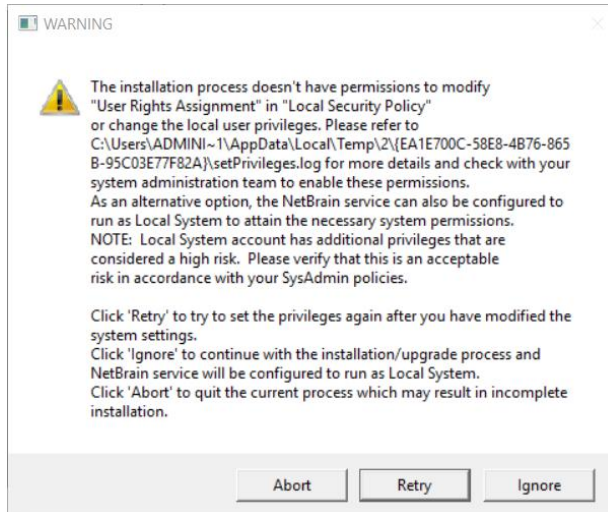 WARNING
The installation process doesn't have permissions to modify
"User Rights Assignment" in "Local Security Policy"
or change the local user privileges. Please refer to
C:\Users\ADMINI~1\AppData\Local\Temp\2\{EA1E700C-58E8-4B76-865
B-95C03E77F82A}\setPrivileges.log for more details and check with your
system administration team to enable these permissions.
As an alternative option, the NetBrain service can also be configured to
run as Local System to attain the necessary system permissions.
NOTE:  Local System account has additional privileges that are
considered a high risk.  Please verify that this is an acceptable
risk in accordance with your SysAdmin policies.
Click 'Retry' to try to set the privileges again after you have modified the
system settings.
Click 'Ignore' to continue with the installation/upgrade process and
NetBrain service will be configured to run as Local System.
Click 'Abort' to quit the current process which may result in incomplete
installation.
Abort Retry Ignore